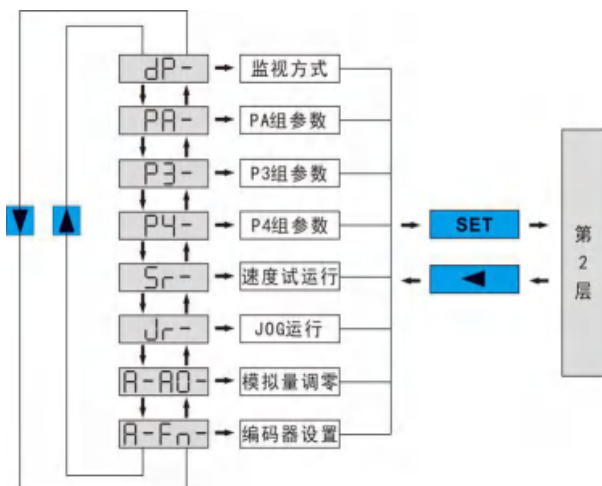 dP- 监视方式
PA- PA组参数
P3- P3组参数
P4- P4组参数
SET
Sr- 速度试运行
Jr- JOG运行
A-AO- 模拟量调零
A-Fn- 编码器设置
第
2
层